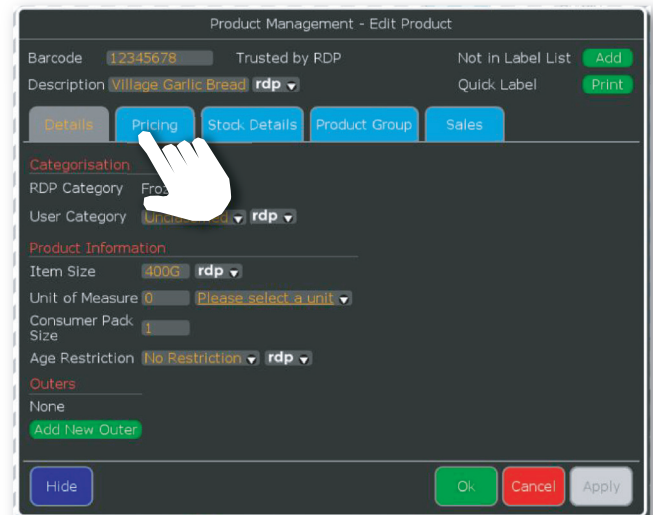 Product Management - Edit Product
Barcode 12345678 Trusted by RDP Not in Label List Add
Description Village Garlic Bread rdp Quick Label Print
Details Pricing Stock Details Product Group Sales
Categorisation
RDP Category
User Category rdp
Product Information
Item Size 400G rdp
Unit of Measure 0 Please select a unit
Consumer Pack
Size 1
Age Restriction No Restriction rdp
Outers
None
Add New Outer
Hide Ok Cancel Apply